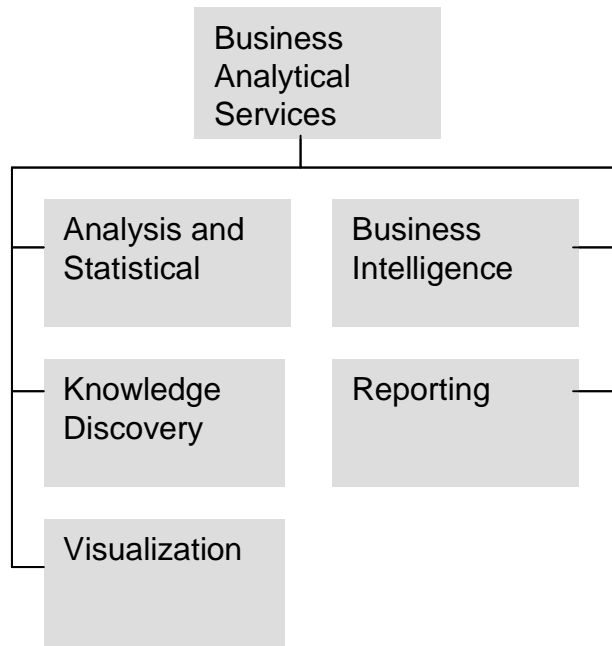 Business
Analytical
Services
Analysis and
Statistical
Business
Intelligence
Knowledge
Discovery
Reporting
Visualization